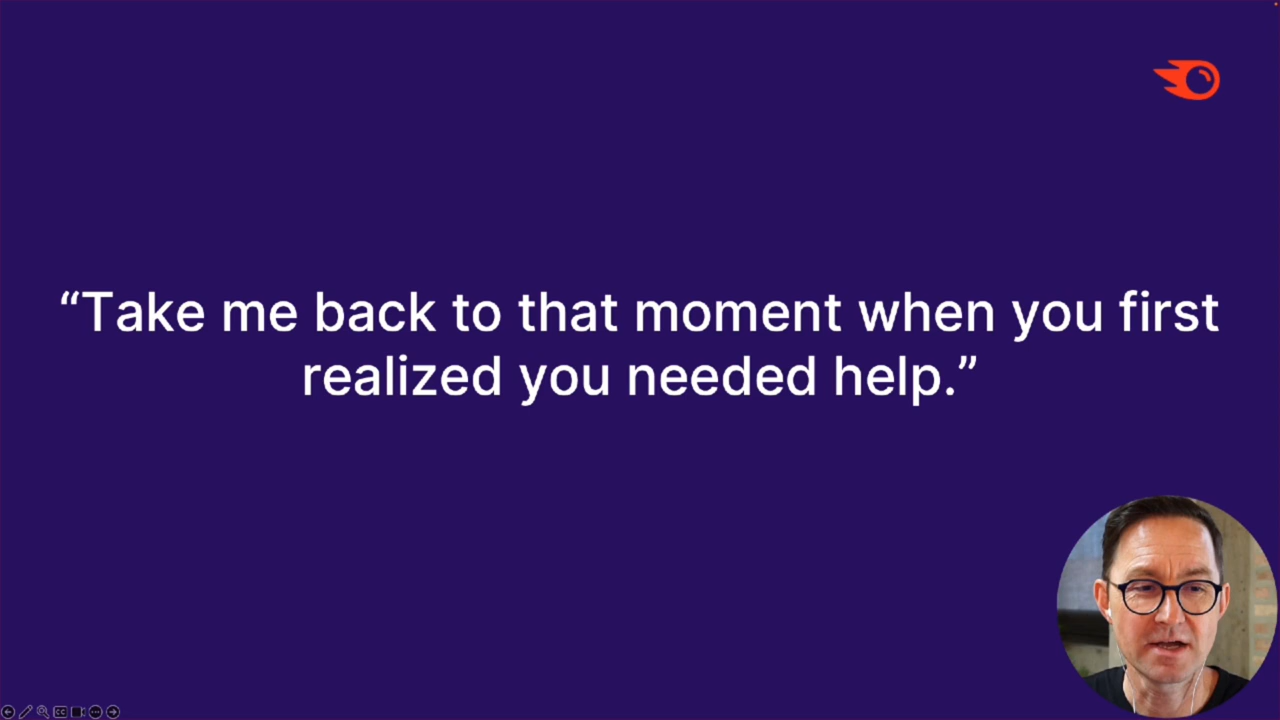 “Take me back to that moment when you first
realized you needed help.”